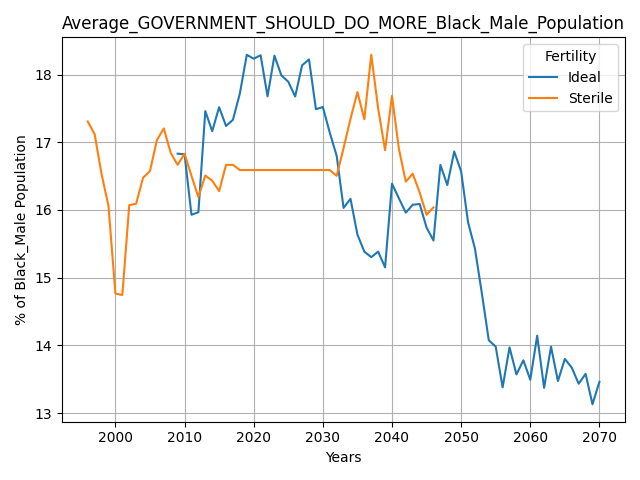 Average_GOVERNMENT_SHOULD_DO_MORE_Black_Male_Population
Fertility
Ideal
Sterile
% of Black_Male Population
18
17
16
15
14
13
2000 2010 2020 2030 2040 2050 2060 2070
Years